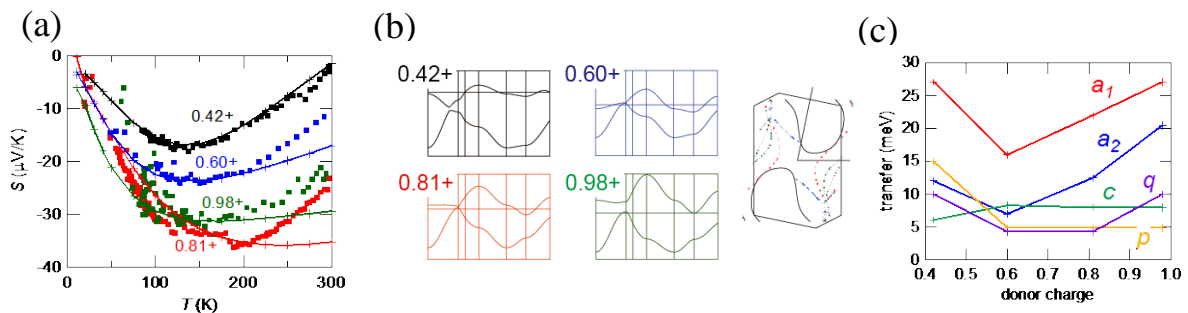 (a)
0
-10
-20
-30
-40
S (μV/K)
0.42+
0.60+
0.98+
0.81+
0 100 200 300
T (K)
(b)
0.42+ 0.60+
0.81+ 0.98+
(c)
30
25
20
15
10
5
0
transfer (meV)
a1
a2
q
c
p
0.4 0.5 0.6 0.7 0.8 0.9 1.0
donor charge